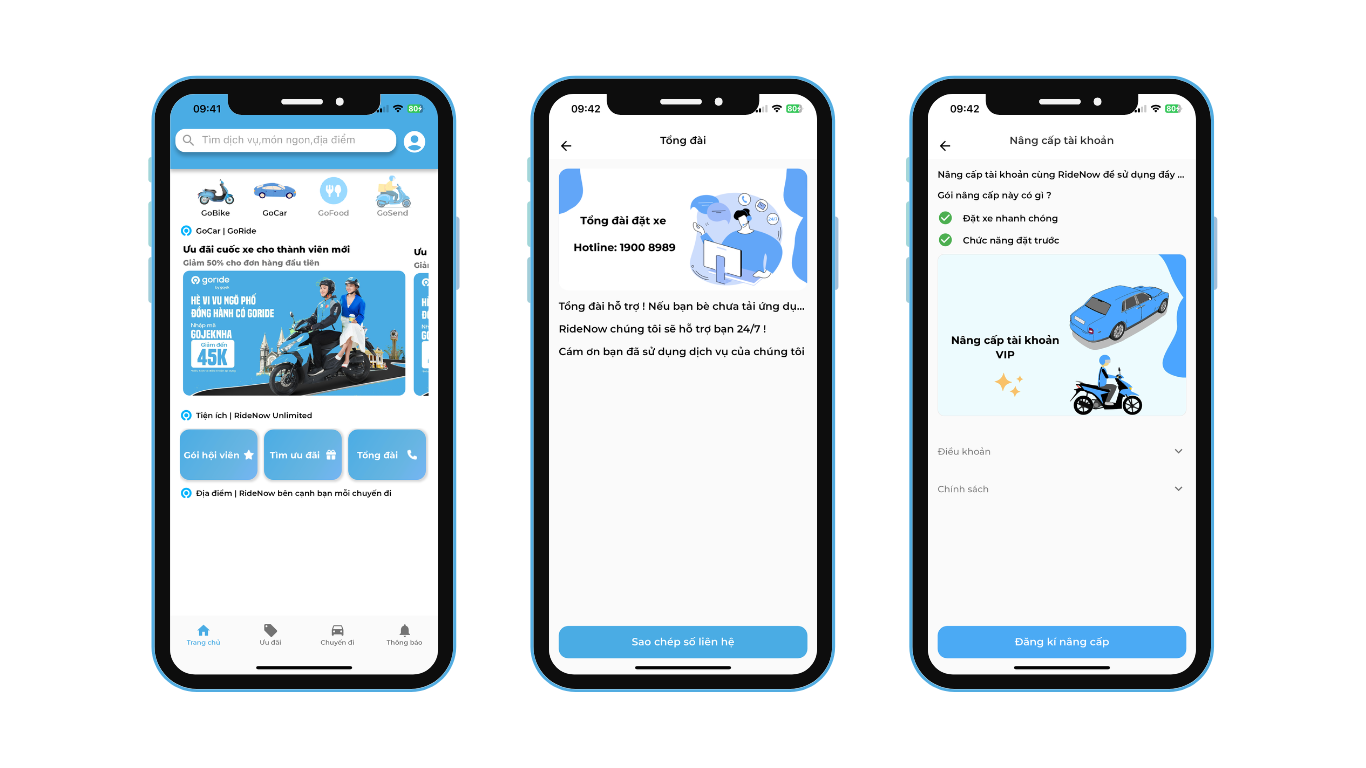 09:41
80
Tìm dịch vụ,món ngon,địa điểm
GoBike
GoCar
GoFood
GoSend
GoCar | GoRide
Ưu đãi cuốc xe cho thành viên mới
Giảm 50% cho đơn hàng đầu tiên
Ưu
Giả
goride
by gojek
HÈ VI VU NGÕ PHỐ
ĐỒNG HÀNH CÓ GORIDE
Nhập mã
GOJEKNHA
Giảm đến
45K
Tiện ích | RideNow Unlimited
Gói hội viên
Tìm ưu đãi
Tổng đài
Địa điểm | RideNow bên cạnh bạn mỗi chuyến đi
Trang chủ
Ưu đãi
Chuyến đi
Thông báo
09:42
80
Tổng đài
Tổng đài đặt xe
Hotline: 1900 8989
Tổng đài hỗ trợ ! Nếu bạn bè chưa tải ứng dụ...
RideNow chúng tôi sẽ hỗ trợ bạn 24/7 !
Cám ơn bạn đã sử dụng dịch vụ của chúng tôi
Sao chép số liên hệ
09:42
80
Nâng cấp tài khoản
Nâng cấp tài khoản cùng RideNow để sử dụng đầy ...
Gói nâng cấp này có gì ?
Đặt xe nhanh chóng
Chức năng đặt trước
Nâng cấp tài khoản
VIP
Điều khoản
Chính sách
Đăng kí nâng cấp